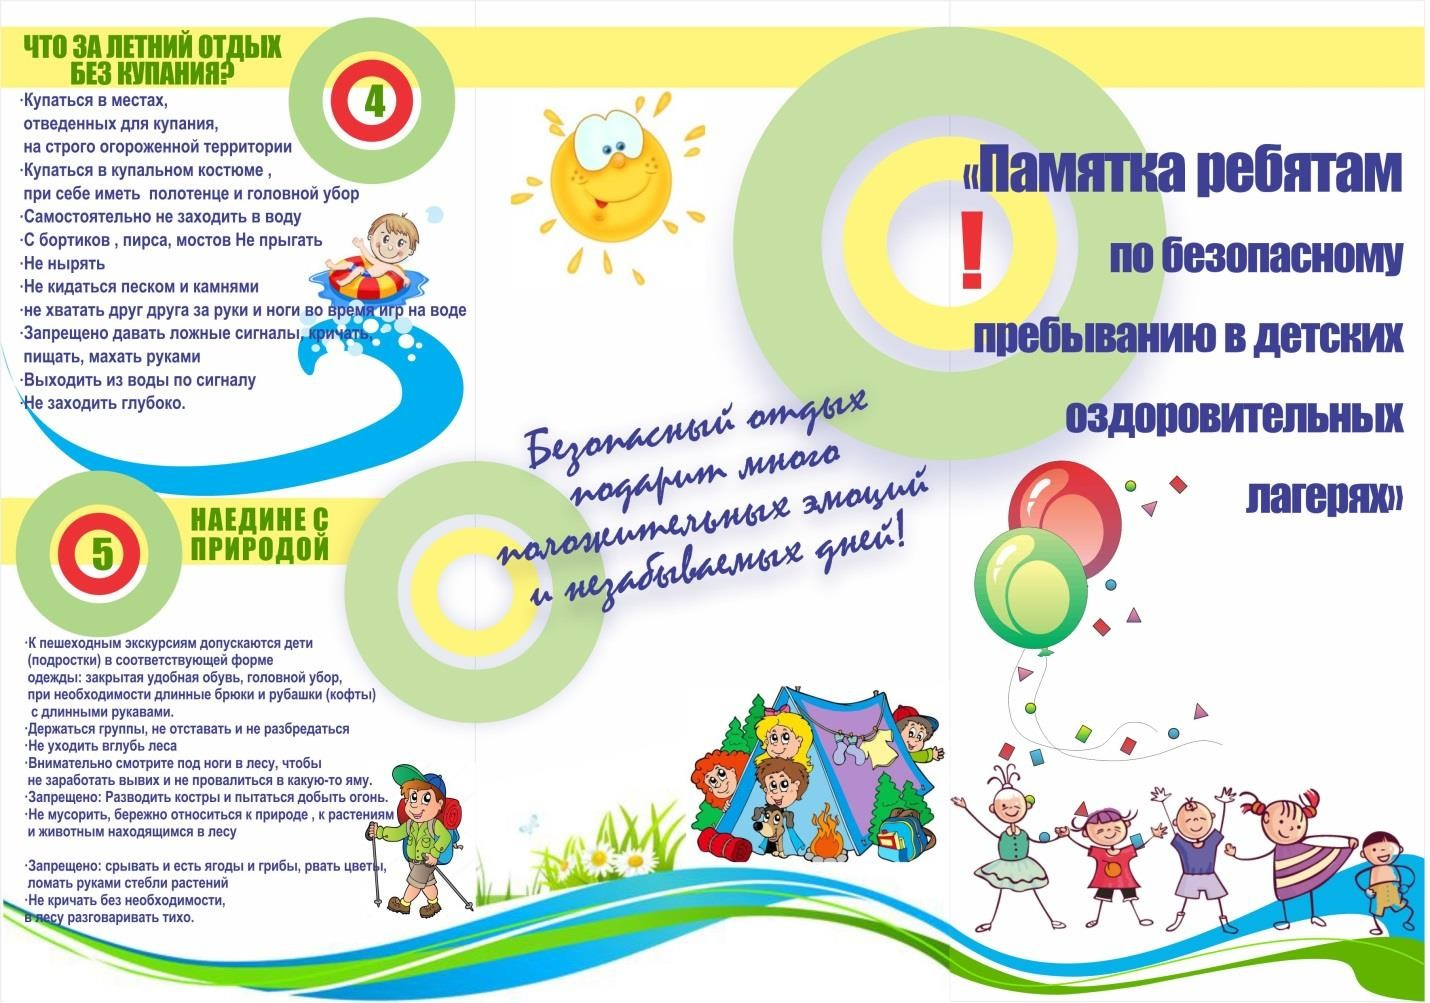 ЧТО ЗА ЛЕТНИЙ ОТДЫХ
БЕЗ КУПАНИЯ?
4
·Купаться в местах,
отведенных для купания,
на строго огороженной территории
·Купаться в купальном костюме ,
при себе иметь полотенце и головной убор
·Самостоятельно не заходить в воду
·С бортиков , пирса, мостов Не прыгать
·Не нырять
·Не кидаться песком и камнями
·не хватать друг друга за руки и ноги во время игр на воде
·Запрещено давать ложные сигналы, кричать,
пищать, махать руками
·Выходить из воды по сигналу
·Не заходить глубоко.
5
НАЕДИНЕ С
ПРИРОДОЙ
·К пешеходным экскурсиям допускаются дети
(подростки) в соответствующей форме
одежды: закрытая удобная обувь, головной убор,
при необходимости длинные брюки и рубашки (кофты)
с длинными рукавами.
·Держаться группы, не отставать и не разбредаться
·Не уходить вглубь леса
·Внимательно смотрите под ноги в лесу, чтобы
не заработать вывих и не провалиться в какую-то яму.
·Запрещено: Разводить костры и пытаться добыть огонь.
·Не мусорить, бережно относиться к природе , к растениям
и животным находящимся в лесу
·Запрещено: срывать и есть ягоды и грибы, рвать цветы,
ломать руками стебли растений
·Не кричать без необходимости,
в лесу разговаривать тихо.
Безопасный отдых
подарит много
положительных эмоций
и незабываемых дней!
«Памятка ребятам
!
по безопасному
пребыванию в детских
оздоровительных
лагерях»